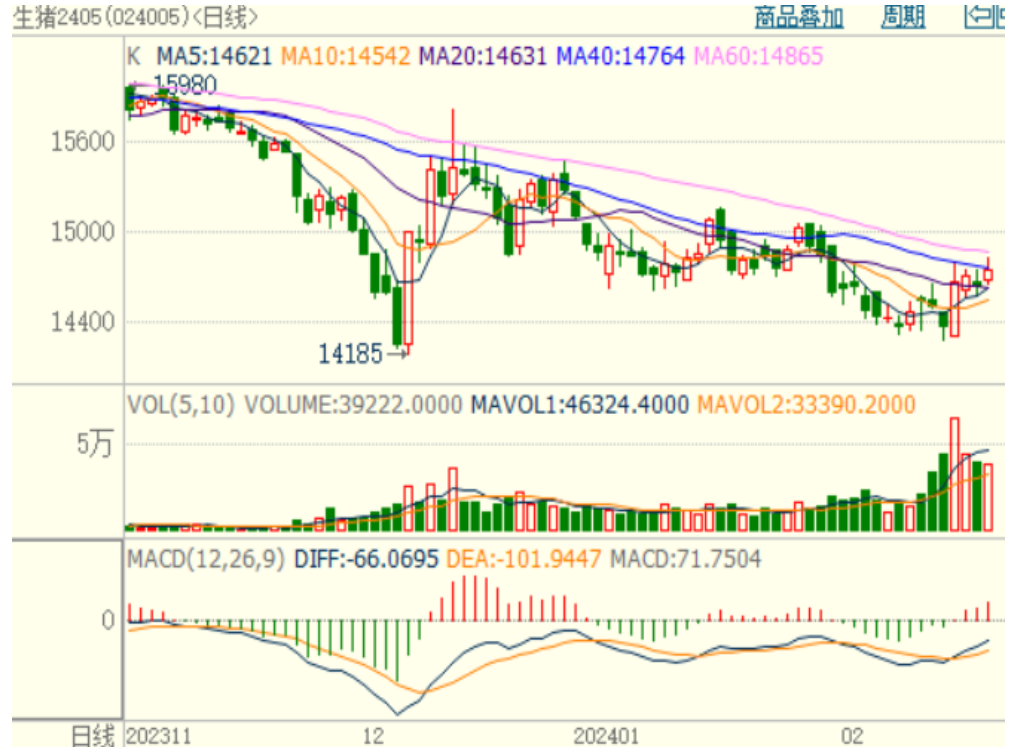 生猪2405(024005)<日线> 商品叠加 周期
K MA5:14621 MA10:14542 MA20:14631 MA40:14764 MA60:14865
15980
15600
15000
14400
14185
VOL(5,10) VOLUME:39222.0000 MAVOL1:46324.4000 MAVOL2:33390.2000
5万
MACD(12,26,9) DIFF:-66.0695 DEA:-101.9447 MACD:71.7504
0
日线 202311 12 202401 02